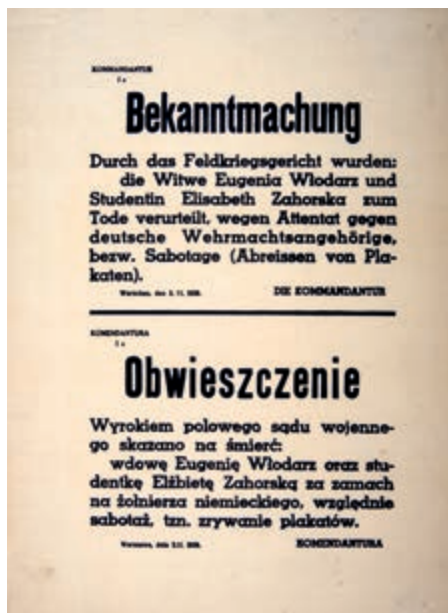 KOMMANDANTUR
Bekanntmachung
Durch das Feldkriegsgericht wurden:
die Witwe Eugenia Wlodarz und
Studentin Elisabeth Zahorska zum
Tode verurteilt, wegen Attentat gegen
deutsche Wehrmachtsangehörige,
bezw. Sabotage (Abreissen von Pla-
katen).
Warschau, den 3. 11. 1939. DIE KOMMANDANTUR
KOMENDANTURA
Obwieszczenie
Wyrokiem polowego sądu wojenne-
go skazano na śmierć:
wdowę Eugenię Włodarz oraz stu-
dentkę Elżbietę Zahorską za zamach
na żołnierza niemieckiego, względnie
sabotaż, tzn. zrywanie plakatów.
Warszawa, dnia 3.11. 1939. KOMENDANTURA